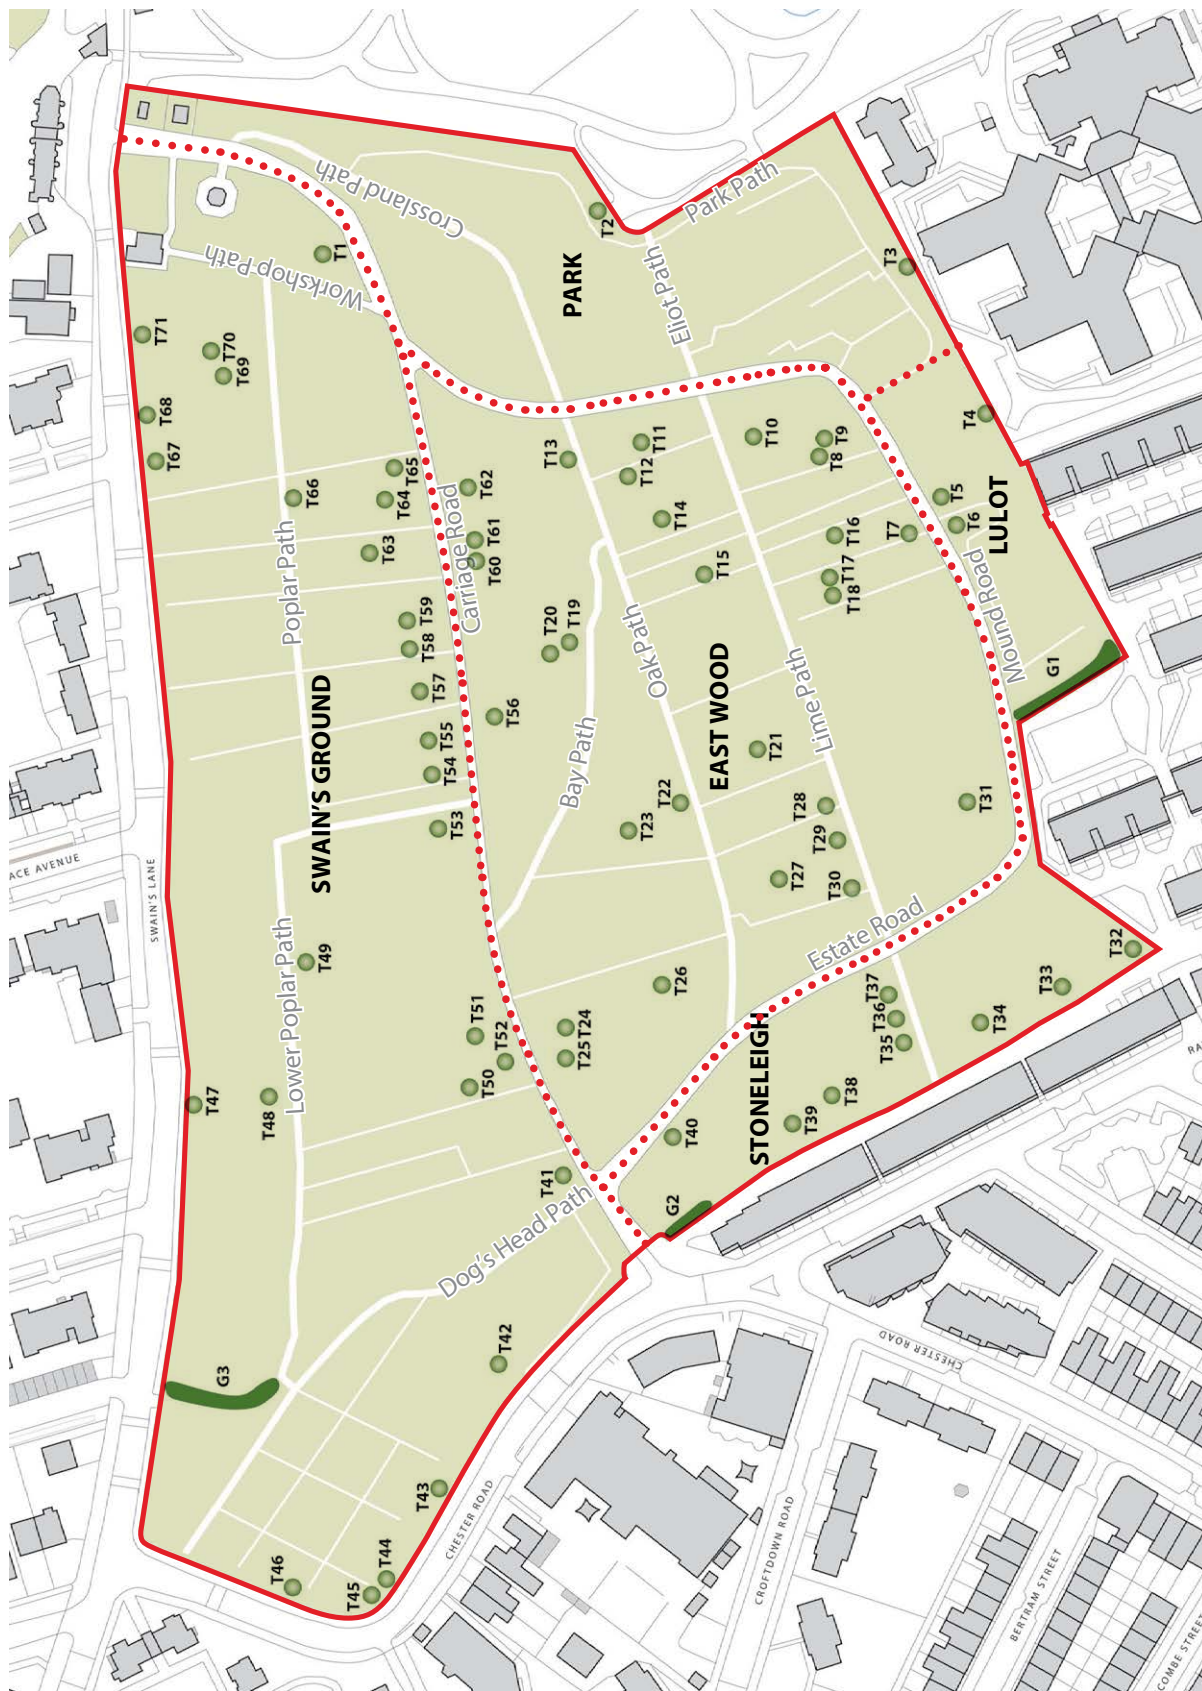 ACE AVENUE
SWAIN'S LANE
T1
Workshop Path
Crossland Path
T2
Park Path
PARK
Eliot Path
T3
T71
T70
T69
T68
T67
T66
Poplar Path
T65
T64
T63
T62
T61
T60
Carriage Road
T59
T58
T57
T56
T55
T54
T53
SWAIN'S GROUND
T13
T12
T11
T10
T9
T8
T14
T15
T16
T17
T18
T7
T6
T5
T4
LULOT
Mound Road
G1
T20
T19
Bay Path
Oak Path
EAST WOOD
Lime Path
T21
T22
T23
T28
T29
T27
T30
T31
Estate Road
T32
T33
T34
T37
T36
T35
T38
T39
STONELEIGH
T40
G2
T26
T24
T25
T49
Lower Poplar Path
T51
T52
T50
T47
T48
T41
Dog's Head Path
T42
G3
T43
T44
T45
T46
CHESTER ROAD
CHESTER ROAD
CROFTDOWN ROAD
BERTRAM STREET
COMBE STREET
RA